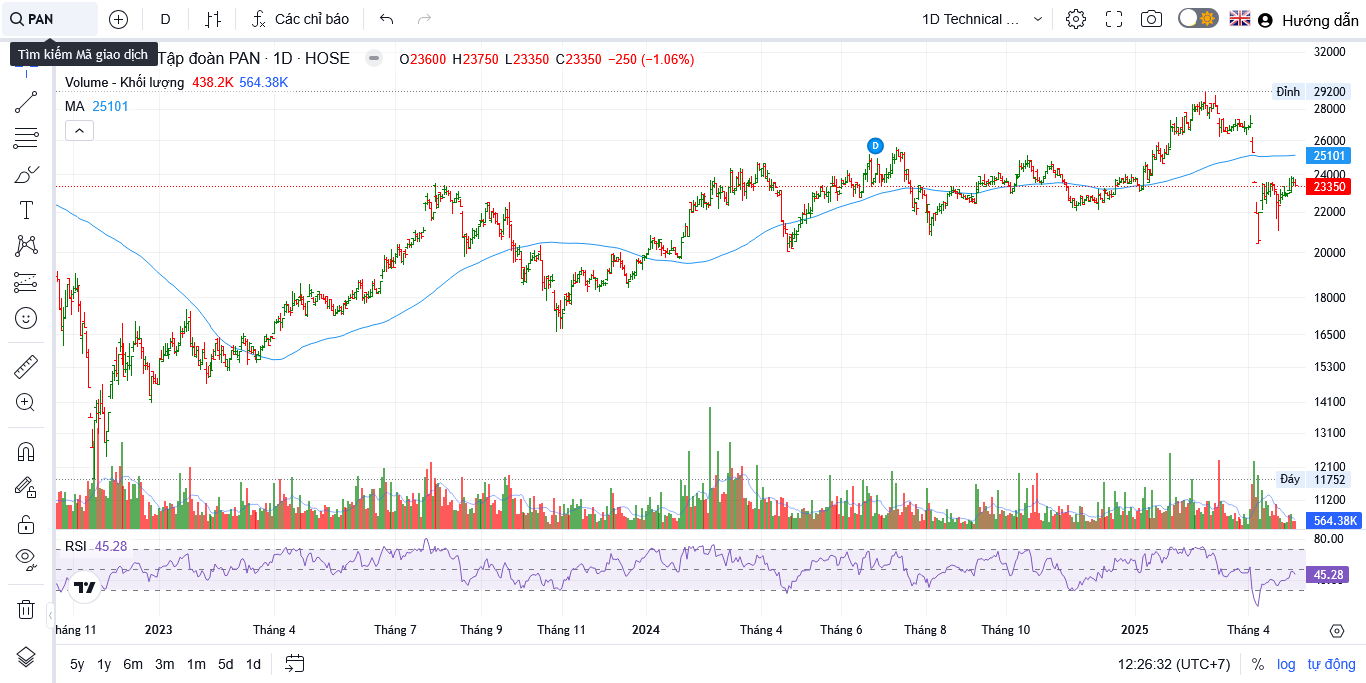 PAN
D
Các chỉ báo
1D Technical ...
Hướng dẫn
Tìm kiếm Mã giao dịch
Tập đoàn PAN · 1D · HOSE
O23600 H23750 L23350 C23350 −250 (−1.06%)
Volume - Khối lượng 438.2K 564.38K
MA 25101
D
32000
Đỉnh 29200
28000
26000
25101
24000
23350
22000
20000
18000
16500
15300
14100
13100
12100
Đáy 11752
11200
564.38K
RSI 45.28
80.00
45.28
háng 11 2023 Tháng 4 Tháng 7 Tháng 9 Tháng 11 2024 Tháng 4 Tháng 6 Tháng 8 Tháng 10 2025 Tháng 4
5y 1y 6m 3m 1m 5d 1d
12:26:32 (UTC+7) % log tự động